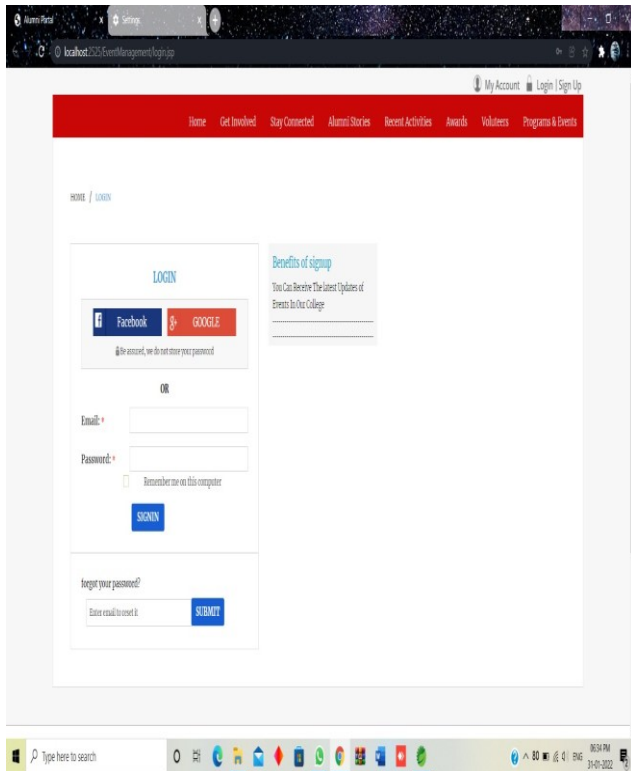 Alumni Portal x Settings x +
localhost:2525/EventManagement/login.jsp
My Account Login | Sign Up
Home Get Involved Stay Connected Alumni Stories Recent Activities Awards Voluteers Programs & Events
HOME / LOGIN
LOGIN
f Facebook g+ GOOGLE
Be assured, we do not store your password
OR
Email: *
Password: *
Remember me on this computer
SIGNIN
forgot your password?
Enter email to reset it SUBMIT
Benefits of signup
You Can Receive The latest Updates of
Events In Our College
Type here to search 80 ENG 06:34 PM
31-01-2022